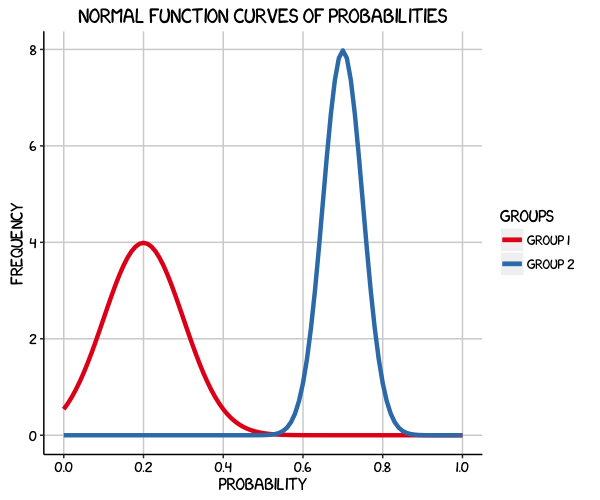 NORMAL FUNCTION CURVES OF PROBABILITIES
8
6
4
2
0
FREQUENCY
0.0 0.2 0.4 0.6 0.8 1.0
PROBABILITY
GROUPS
GROUP 1
GROUP 2